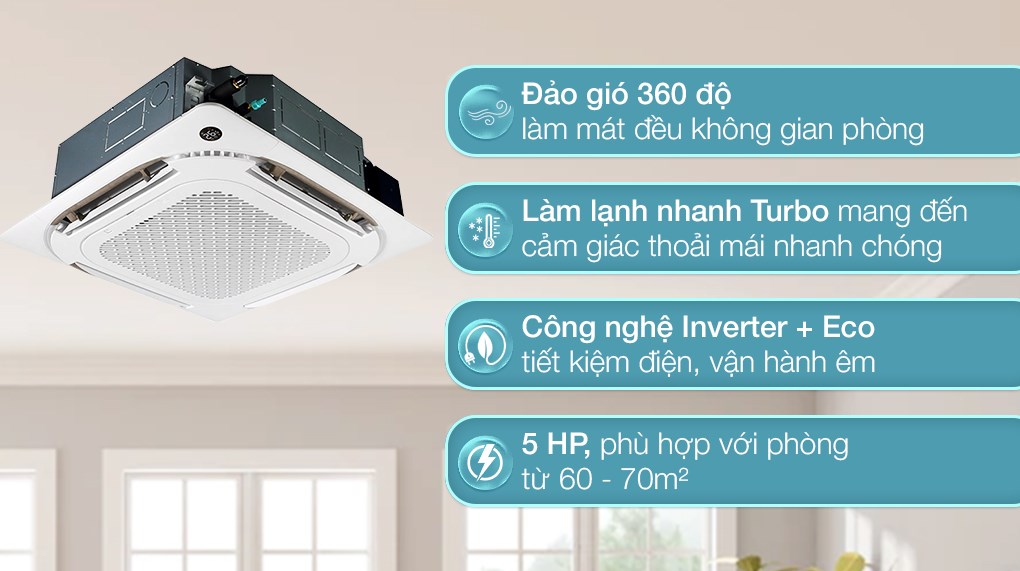 Đảo gió 360 độ
làm mát đều không gian phòng
Làm lạnh nhanh Turbo mang đến
cảm giác thoải mái nhanh chóng
Công nghệ Inverter + Eco
tiết kiệm điện, vận hành êm
5 HP, phù hợp với phòng
từ 60 - 70m²